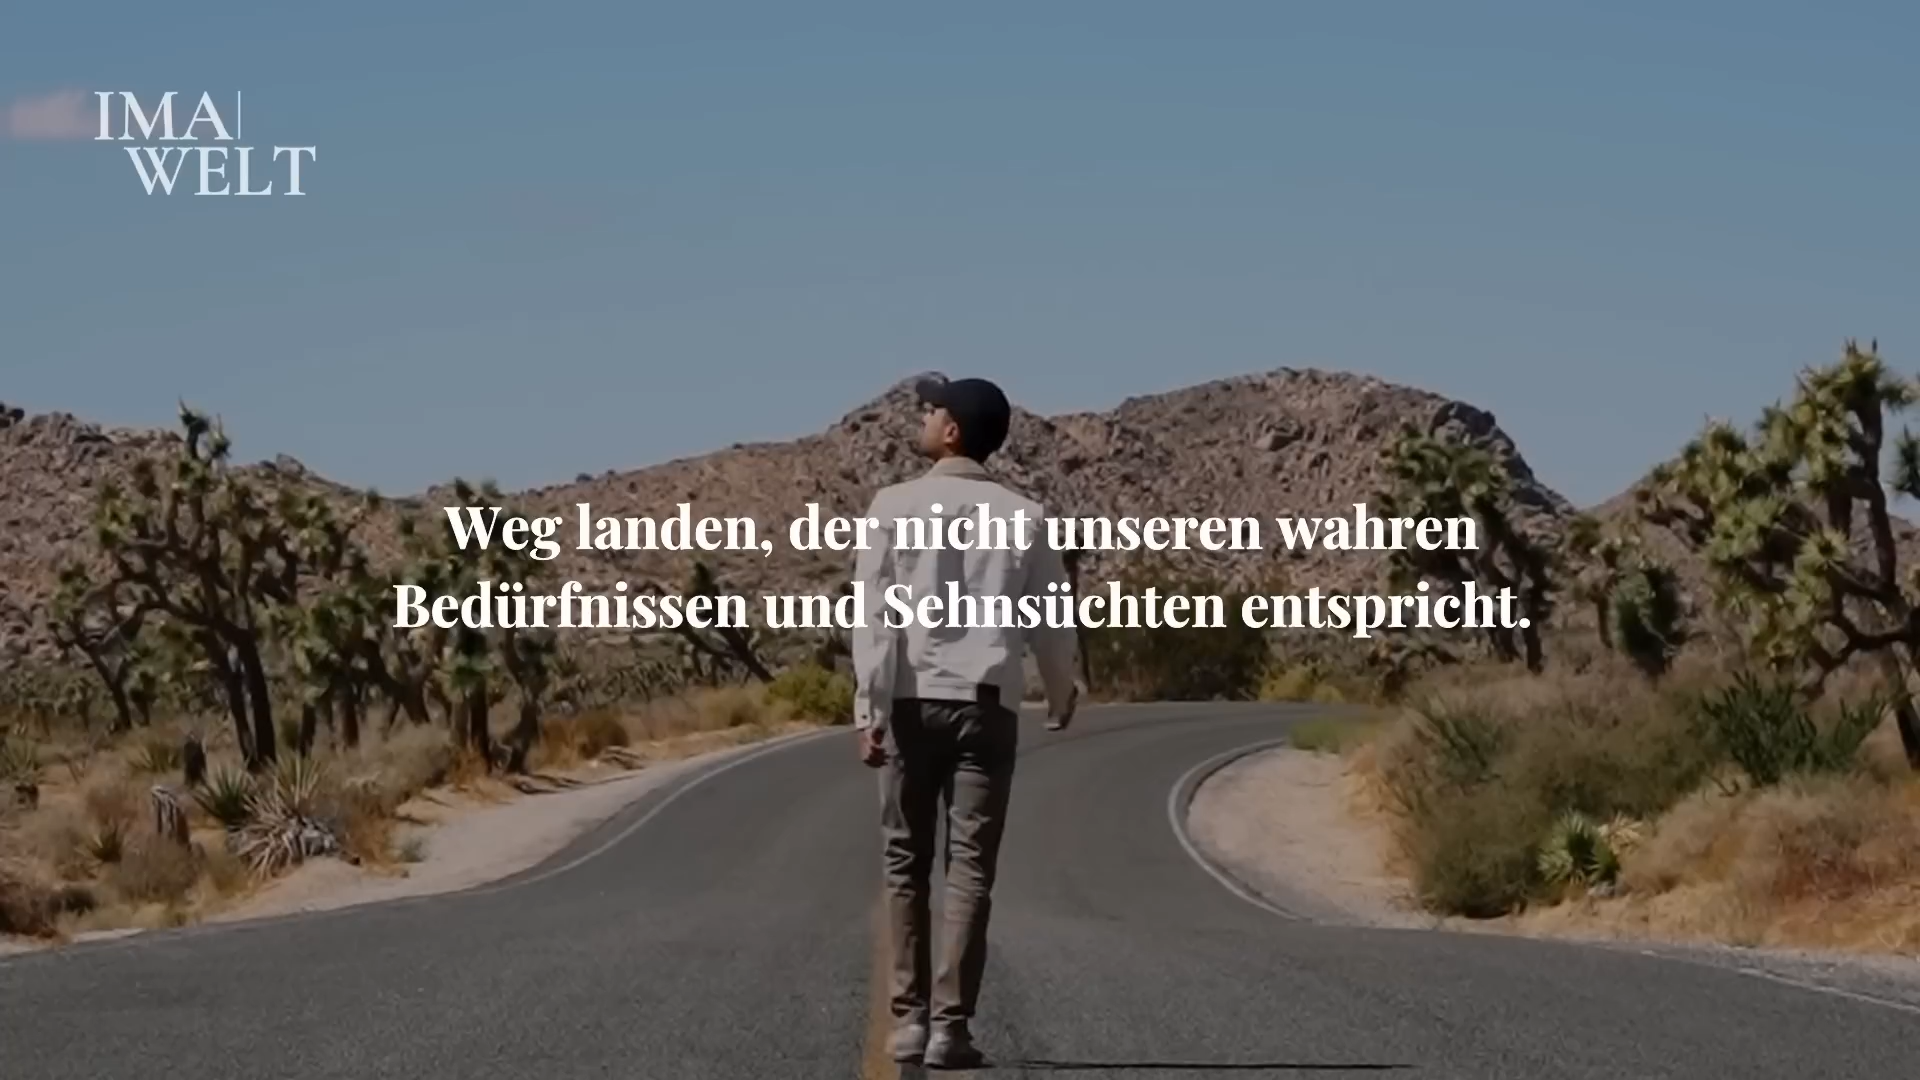 IMA|
WELT
Weg landen, der nicht unseren wahren
Bedürfnissen und Sehnsüchten entspricht.